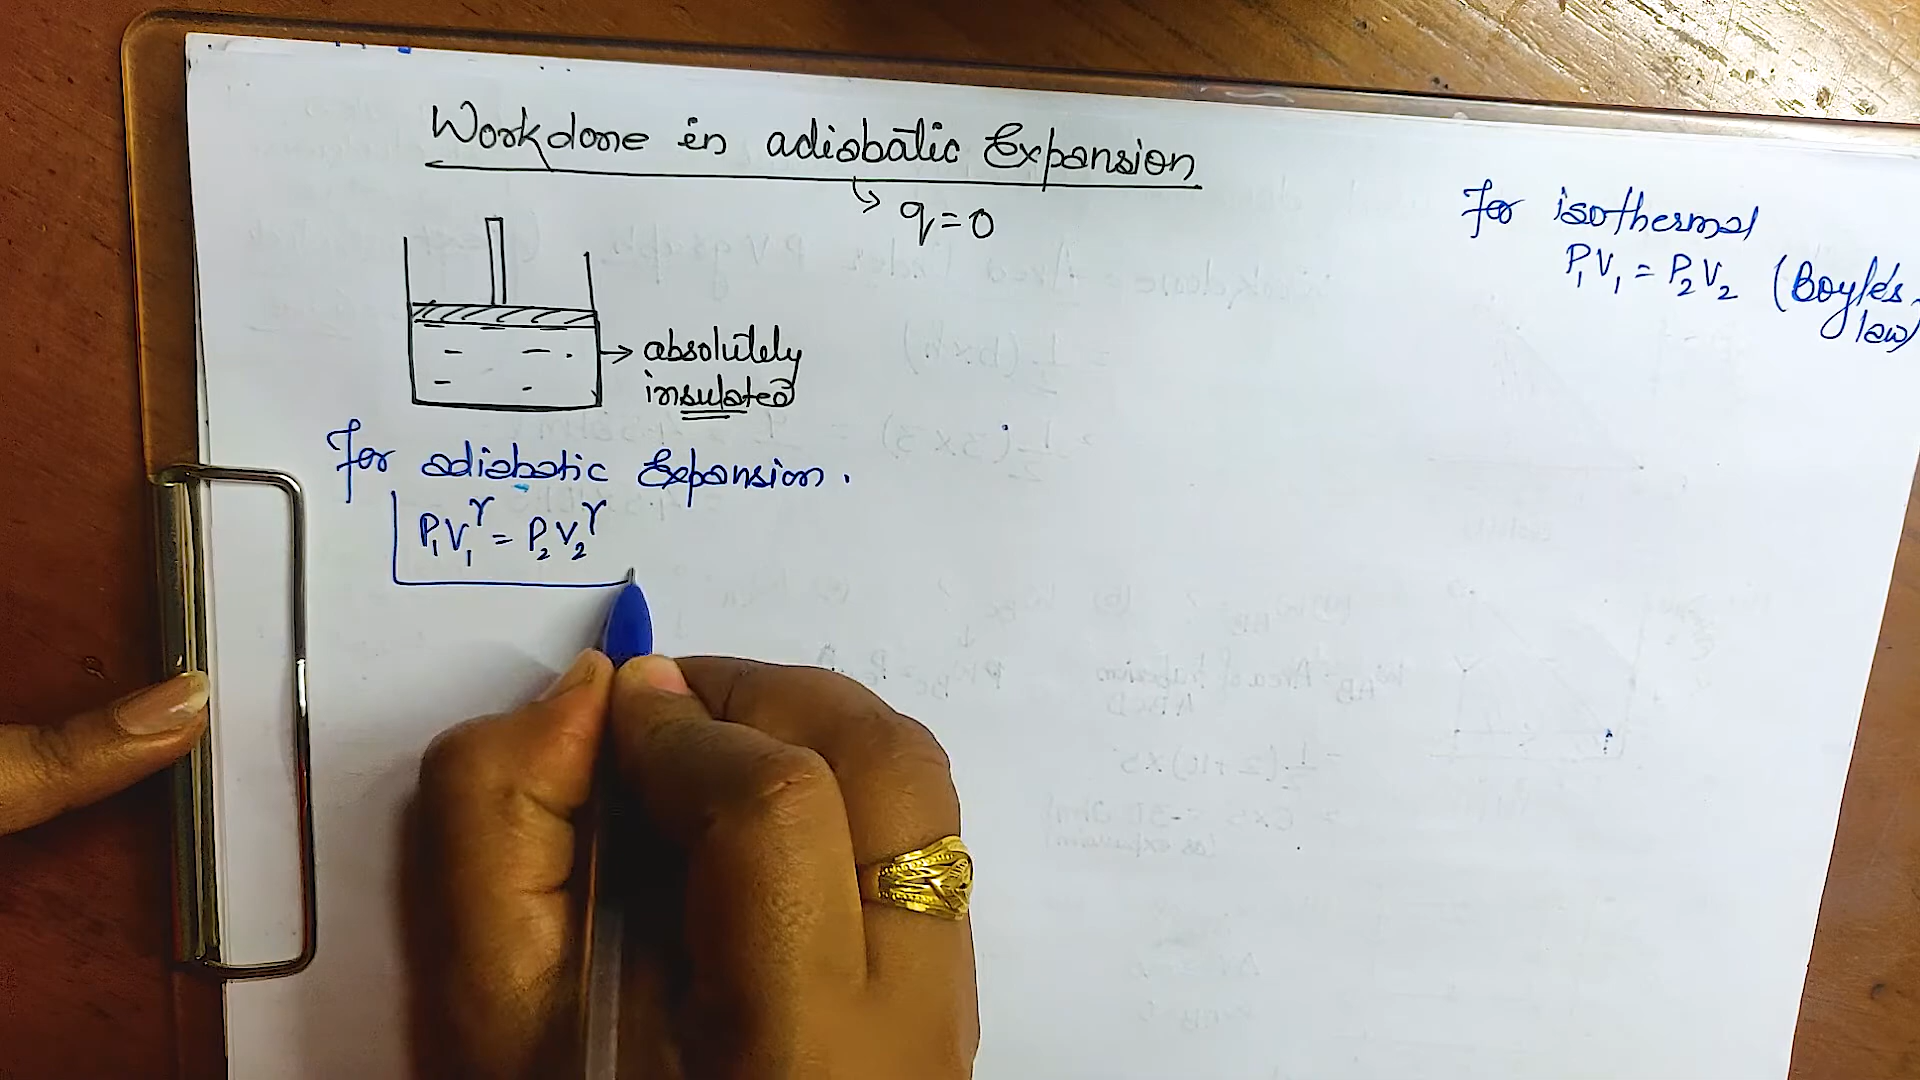 Workdone in adiabatic Expansion
↳ q=0
For isothermal
P₁V₁ = P₂V₂ (Boyle's
law)
→ absolutely
insulated
For adiabatic Expansion.
P₁V₁^γ = P₂V₂^γ